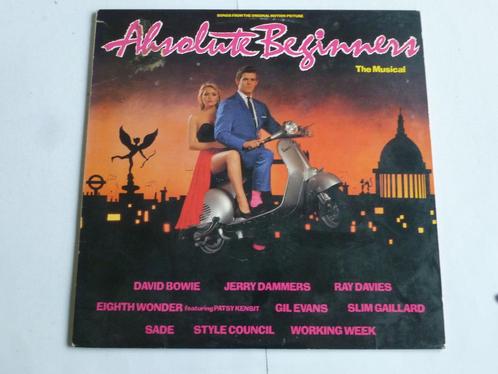 SONGS FROM THE ORIGINAL MOTION PICTURE
Absolute Beginners
The Musical
DAVID BOWIE JERRY DAMMERS RAY DAVIES
EIGHTH WONDER featuring PATSY KENSIT GIL EVANS SLIM GAILLARD
SADE STYLE COUNCIL WORKING WEEK